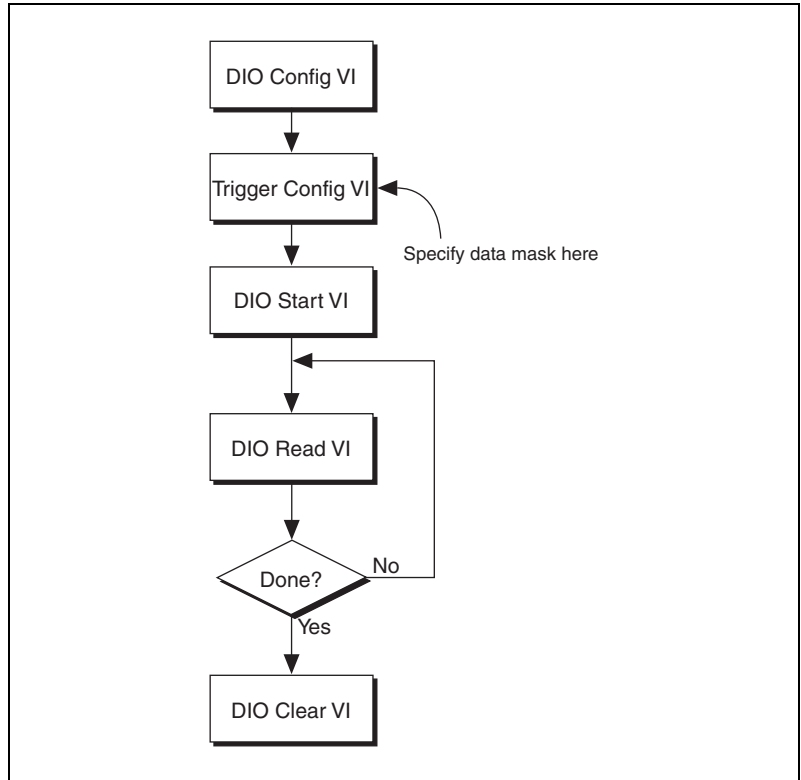 DIO Config VI
Trigger Config VI
Specify data mask here
DIO Start VI
DIO Read VI
Done?
No
Yes
DIO Clear VI